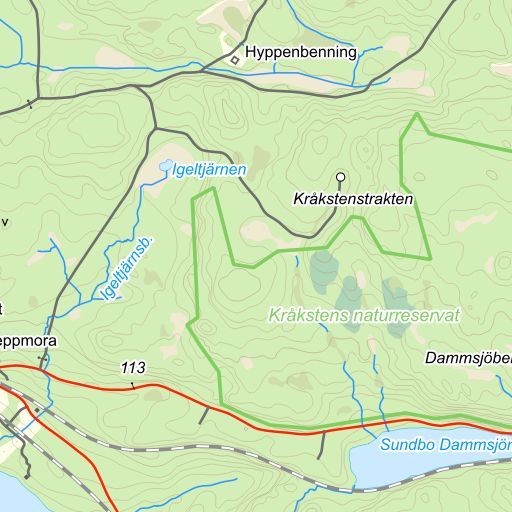 Hyppenbenning
Igeltjärnen
Kråkstenstrakten
Igeltjärnsb.
Kråkstens naturreservat
eppmora
Dammsjöbe
113
Sundbo Dammsjön